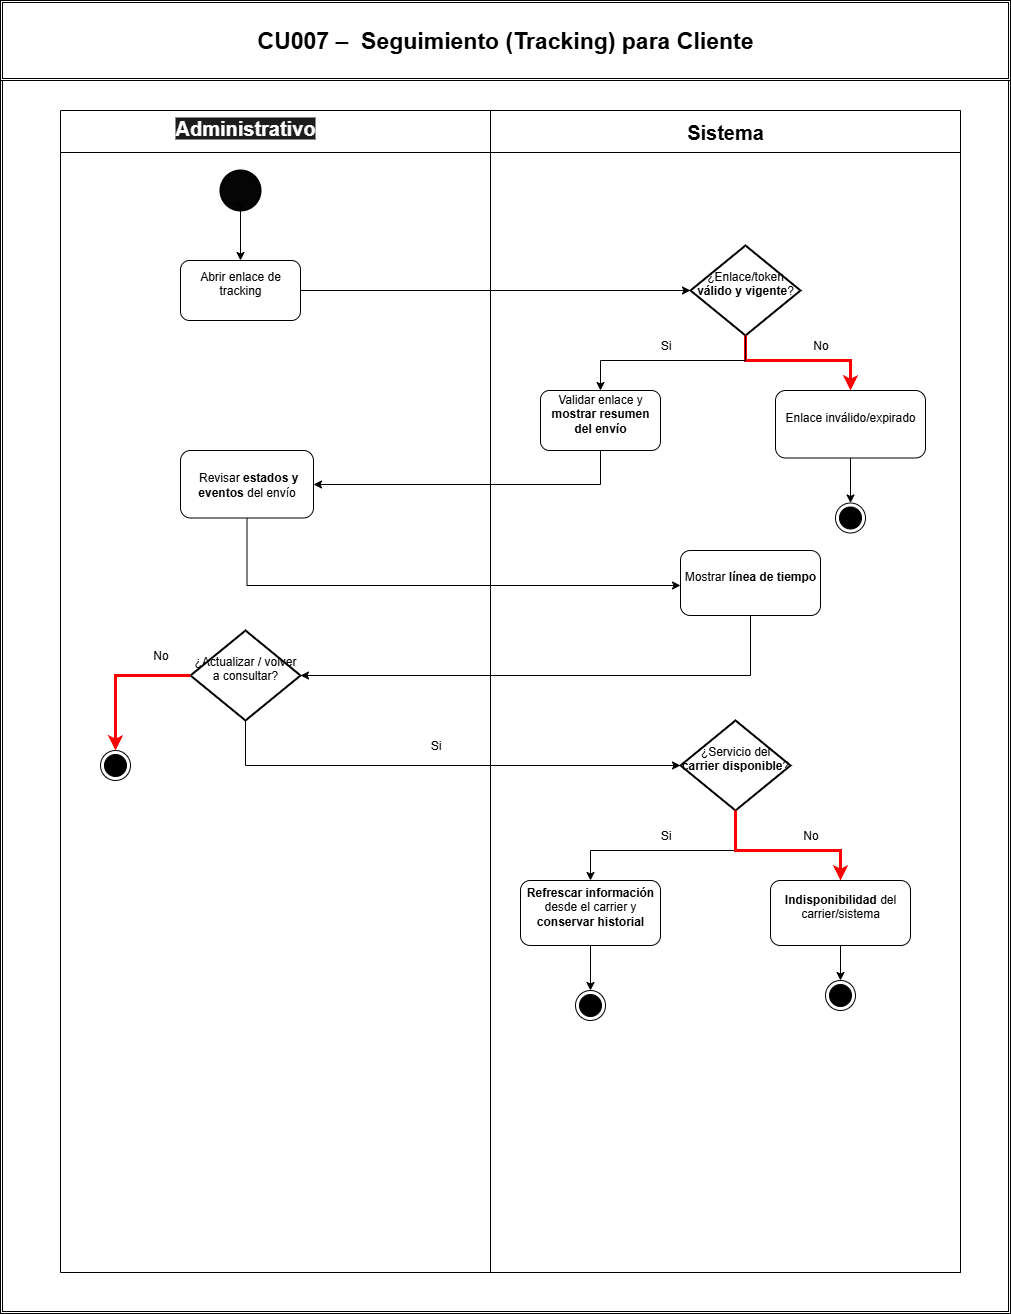 CU007 –  Seguimiento (Tracking) para Cliente
Administrativo
Sistema
Abrir enlace de
tracking
¿Enlace/token
válido y vigente?
Si
No
Validar enlace y
mostrar resumen
del envío
Enlace inválido/expirado
Revisar estados y
eventos del envío
Mostrar línea de tiempo
No
¿Actualizar / volver
a consultar?
Si
¿Servicio del
carrier disponible?
Si
No
Refrescar información
desde el carrier y
conservar historial
Indisponibilidad del
carrier/sistema